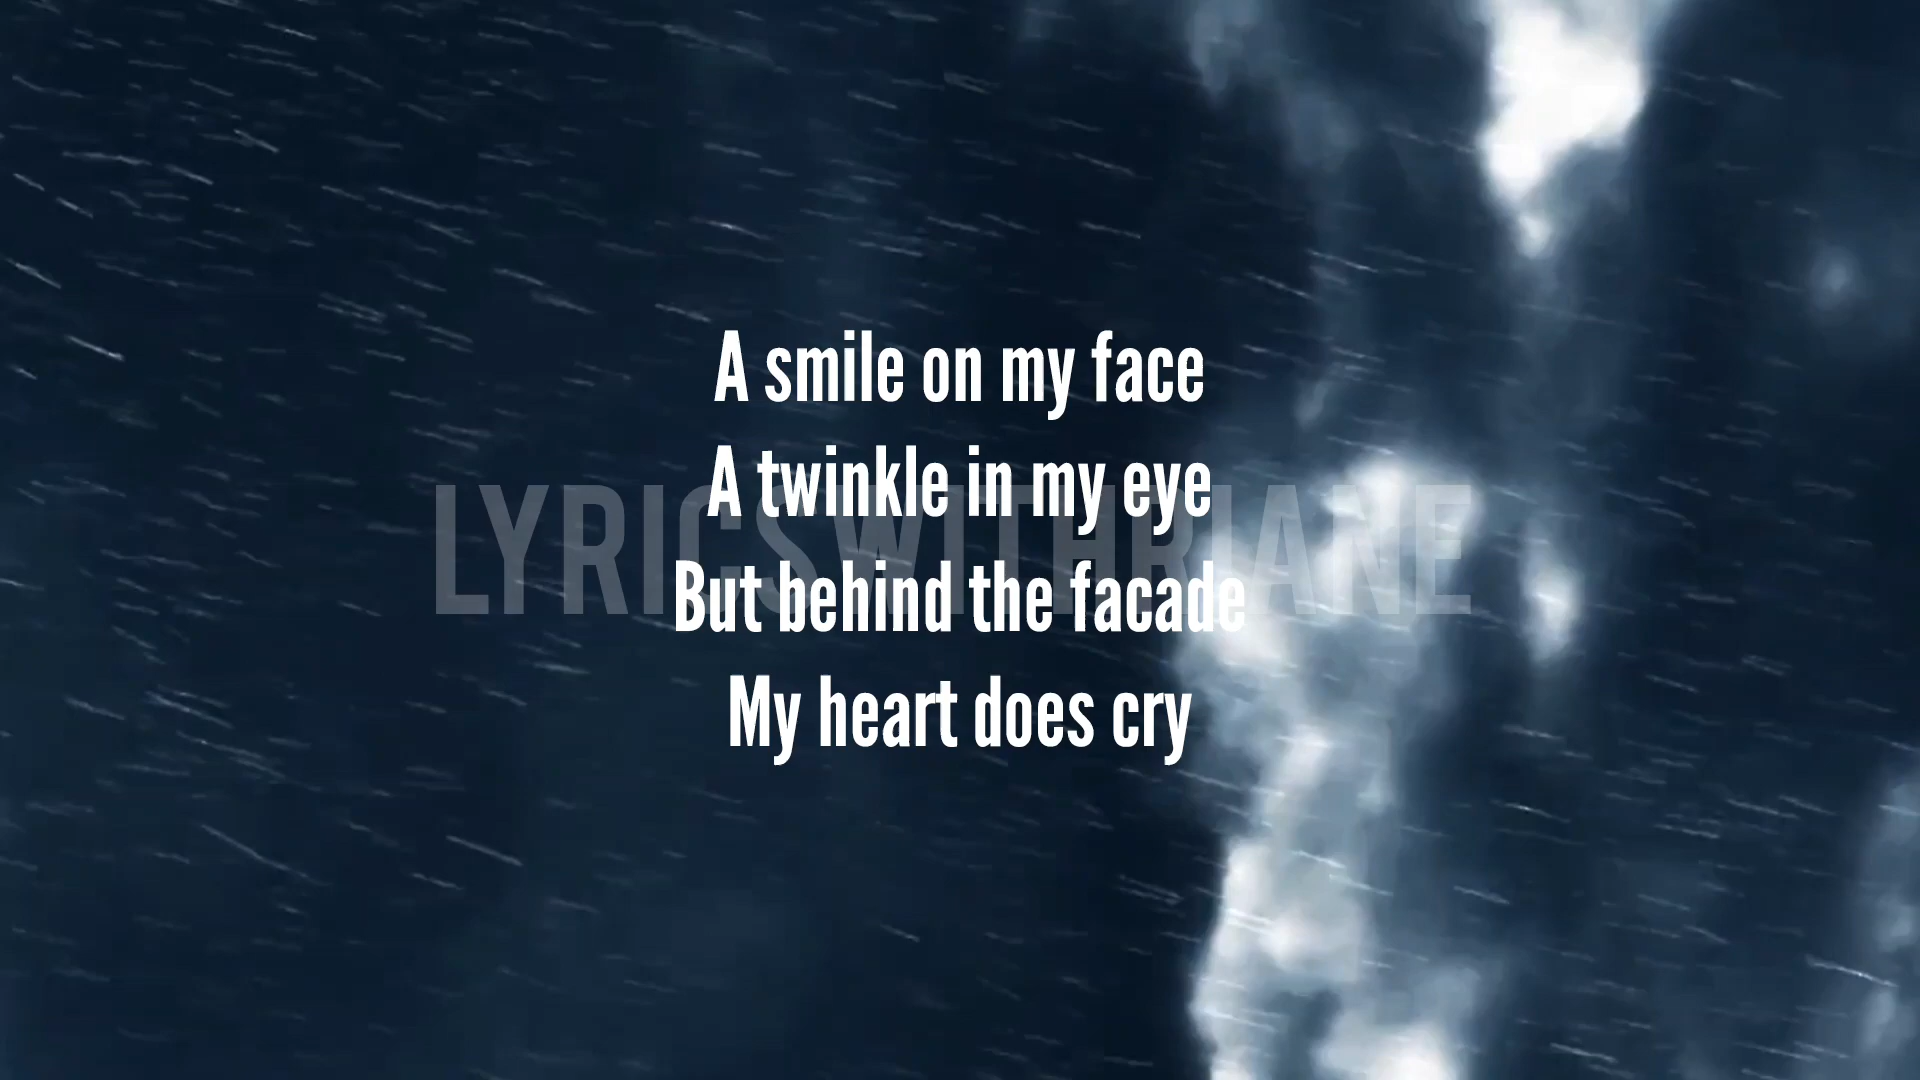 A smile on my face
A twinkle in my eye
LYRICSWITHRIANE
But behind the facade
My heart does cry